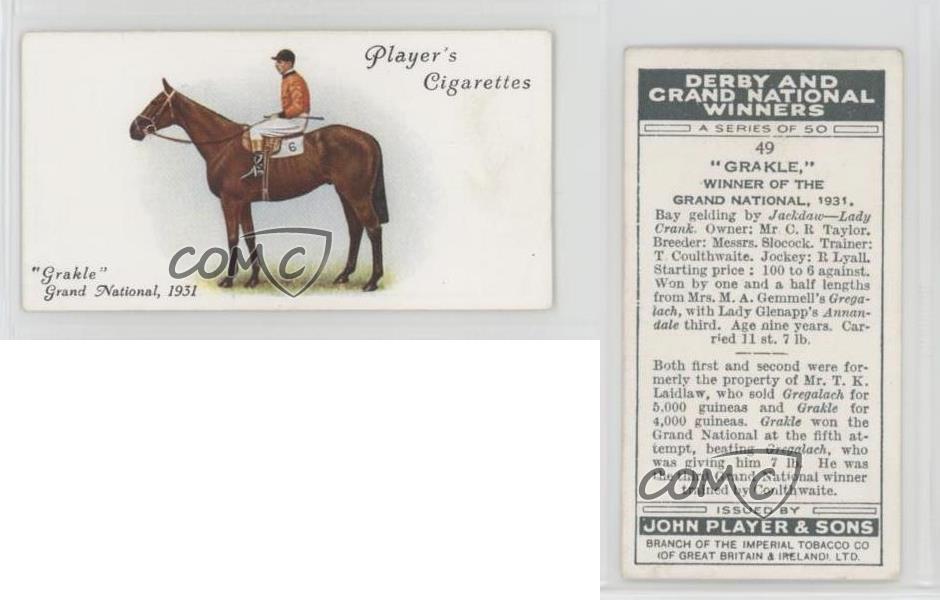 Player's
Cigarettes
6
"Grakle"
Grand National, 1931
COMC
DERBY AND
GRAND NATIONAL
WINNERS
A SERIES OF 50
49
"GRAKLE,"
WINNER OF THE
GRAND NATIONAL, 1931.
Bay gelding by Jackdaw—Lady
Crank. Owner: Mr C. R Taylor.
Breeder: Messrs. Slocock. Trainer:
T Coulthwaite. Jockey: R Lyall.
Starting price : 100 to 6 against.
Won by one and a half lengths
from Mrs. M. A. Gemmell's Grega-
lach, with Lady Glenapp's Annan-
dale third. Age nine years. Car-
ried 11 st. 7 lb.
Both first and second were for-
merly the property of Mr. T. K.
Laidlaw, who sold Gregalach for
5,000 guineas and Grakle for
4,000 guineas. Grakle won the
Grand National at the fifth at-
tempt, beating Gregalach, who
was giving him 7 lb. He was
the third Grand National winner
trained by Coulthwaite.
COMC
ISSUED BY
JOHN PLAYER & SONS
BRANCH OF THE IMPERIAL TOBACCO CO
(OF GREAT BRITAIN & IRELAND), LTD.